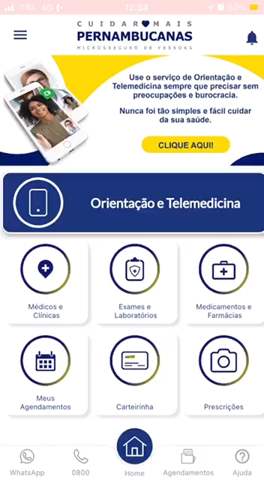 CUIDAR MAIS
PERNAMBUCANAS
MICROSSEGURO DE PESSOAS
Use o serviço de Orientação e
Telemedicina sempre que precisar sem
preocupações e burocracia.
Nunca foi tão simples e fácil cuidar
da sua saúde.
CLIQUE AQUI!
Orientação e Telemedicina
Médicos e
Clínicas
Exames e
Laboratórios
Medicamentos e
Farmácias
Meus
Agendamentos
Carteirinha
Prescrições
WhatsApp
0800
Home
Agendamentos
Ajuda